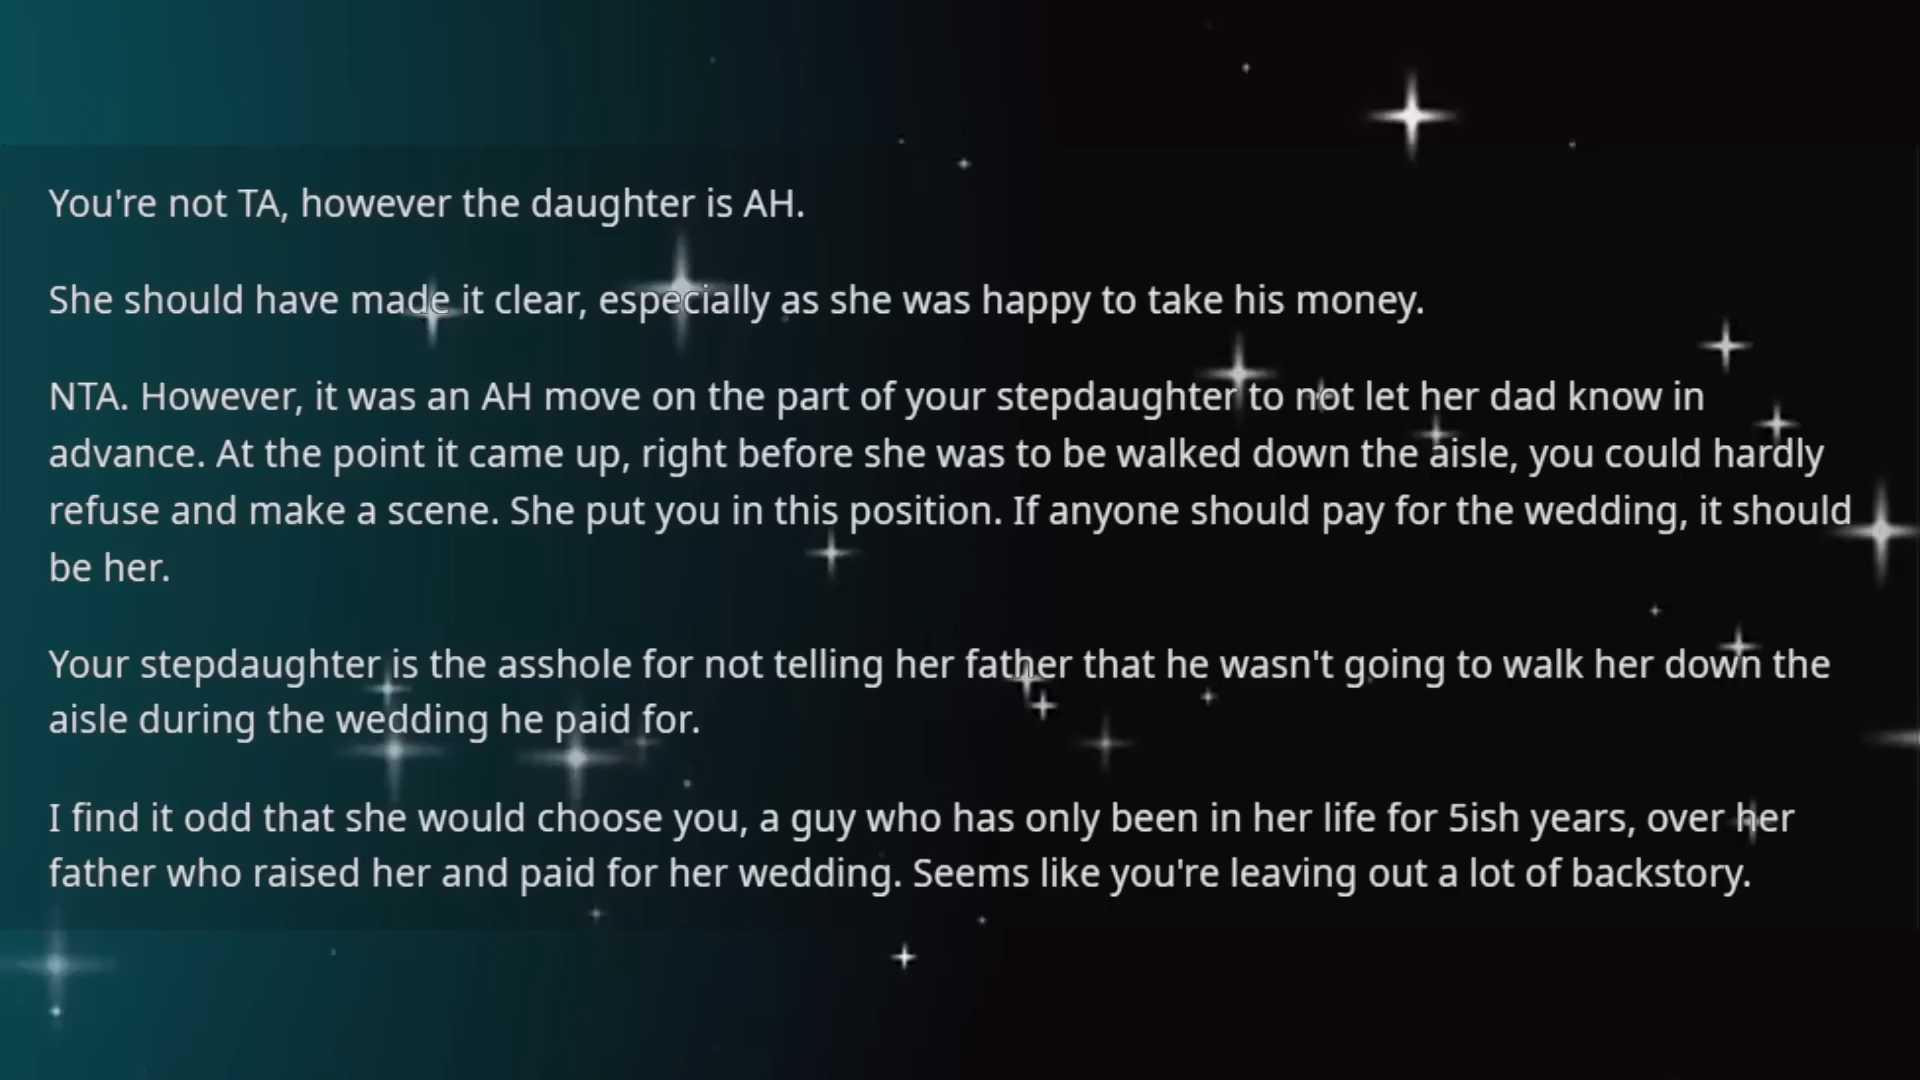 You're not TA, however the daughter is AH.
She should have made it clear, especially as she was happy to take his money.
NTA. However, it was an AH move on the part of your stepdaughter to not let her dad know in
advance. At the point it came up, right before she was to be walked down the aisle, you could hardly
refuse and make a scene. She put you in this position. If anyone should pay for the wedding, it should
be her.
Your stepdaughter is the asshole for not telling her father that he wasn't going to walk her down the
aisle during the wedding he paid for.
I find it odd that she would choose you, a guy who has only been in her life for 5ish years, over her
father who raised her and paid for her wedding. Seems like you're leaving out a lot of backstory.